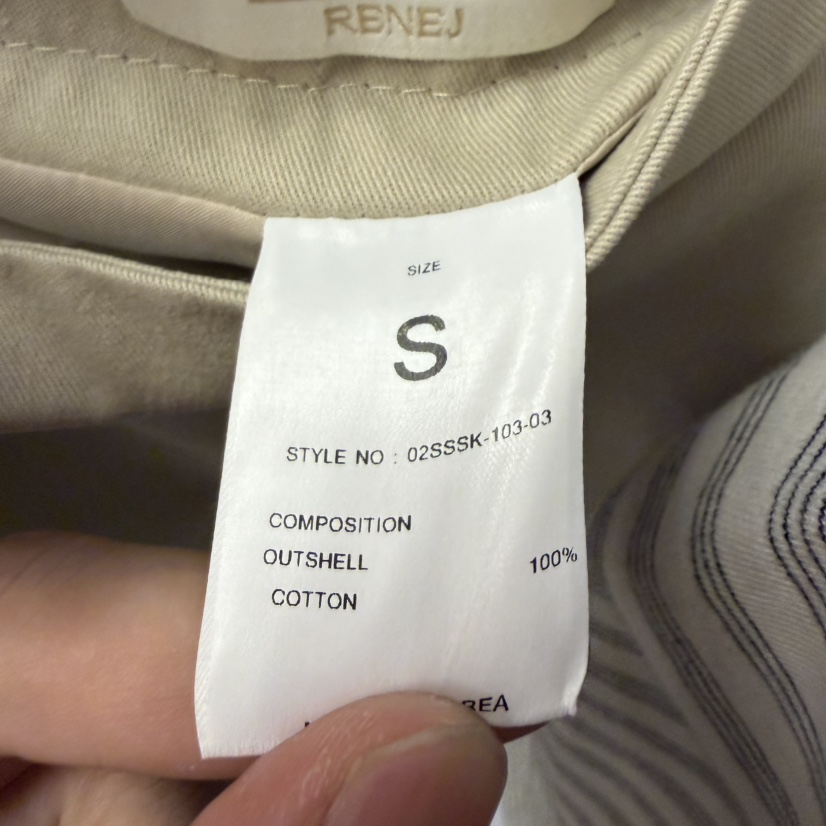 RENEJ
SIZE
S
STYLE NO : 02SSSK-103-03
COMPOSITION
OUTSHELL 100%
COTTON